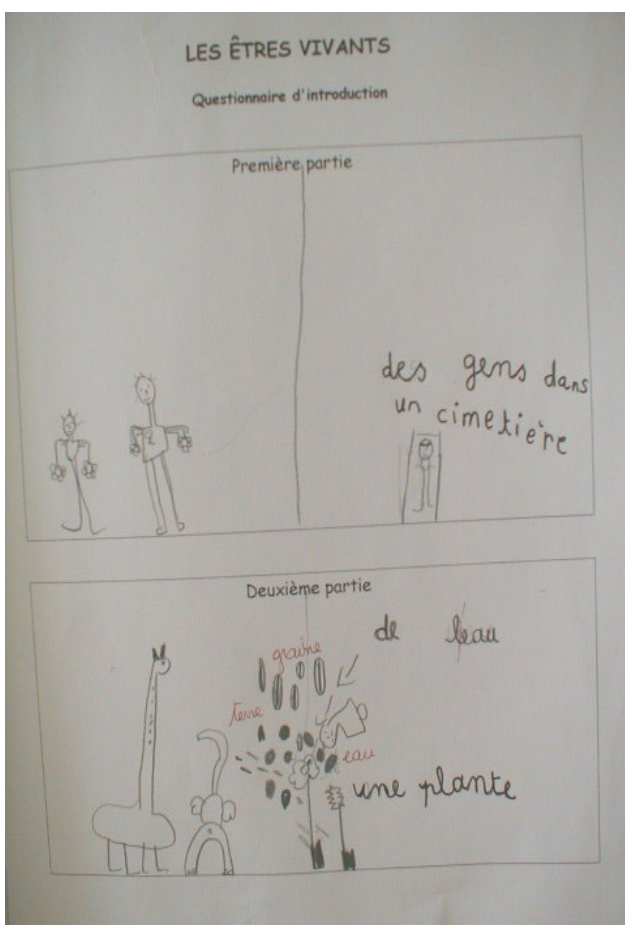 LES ÊTRES VIVANTS
Questionnaire d'introduction
Première partie
des gens dans
un cimetière
Deuxième partie
de leau
graine
terre
eau
une plante